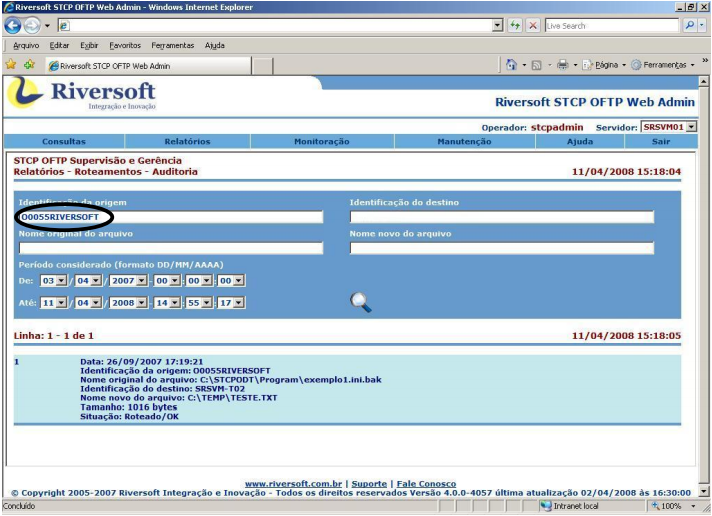 Riversoft STCP OFTP Web Admin - Windows Internet Explorer
Live Search
Arquivo Editar Exibir Favoritos Ferramentas Ajuda
Riversoft STCP OFTP Web Admin
Página Ferramentas
Riversoft
Integração e Inovação
Riversoft STCP OFTP Web Admin
Operador: stcpadmin Servidor: SRSVM01
Consultas Relatórios Monitoração Manutenção Ajuda Sair
STCP OFTP Supervisão e Gerência
Relatórios - Roteamentos - Auditoria 11/04/2008 15:18:04
Identificação da origem Identificação do destino
O0055RIVERSOFT
Nome original do arquivo Nome novo do arquivo
Período considerado (formato DD/MM/AAAA)
De: 03 / 04 / 2007 - 00 : 00 : 00
Até: 11 / 04 / 2008 - 14 : 55 : 17
Linha: 1 - 1 de 1 11/04/2008 15:18:05
1 Data: 26/09/2007 17:19:21
Identificação da origem: O0055RIVERSOFT
Nome original do arquivo: C:\STCPODT\Program\exemplo1.ini.bak
Identificação do destino: SRSVM-T02
Nome novo do arquivo: C:\TEMP\TESTE.TXT
Tamanho: 1016 bytes
Situação: Roteado/OK
www.riversoft.com.br | Suporte | Fale Conosco
© Copyright 2005-2007 Riversoft Integração e Inovação - Todos os direitos reservados Versão 4.0.0-4057 última atualização 02/04/2008 às 16:30:00
Concluído Intranet local 100%